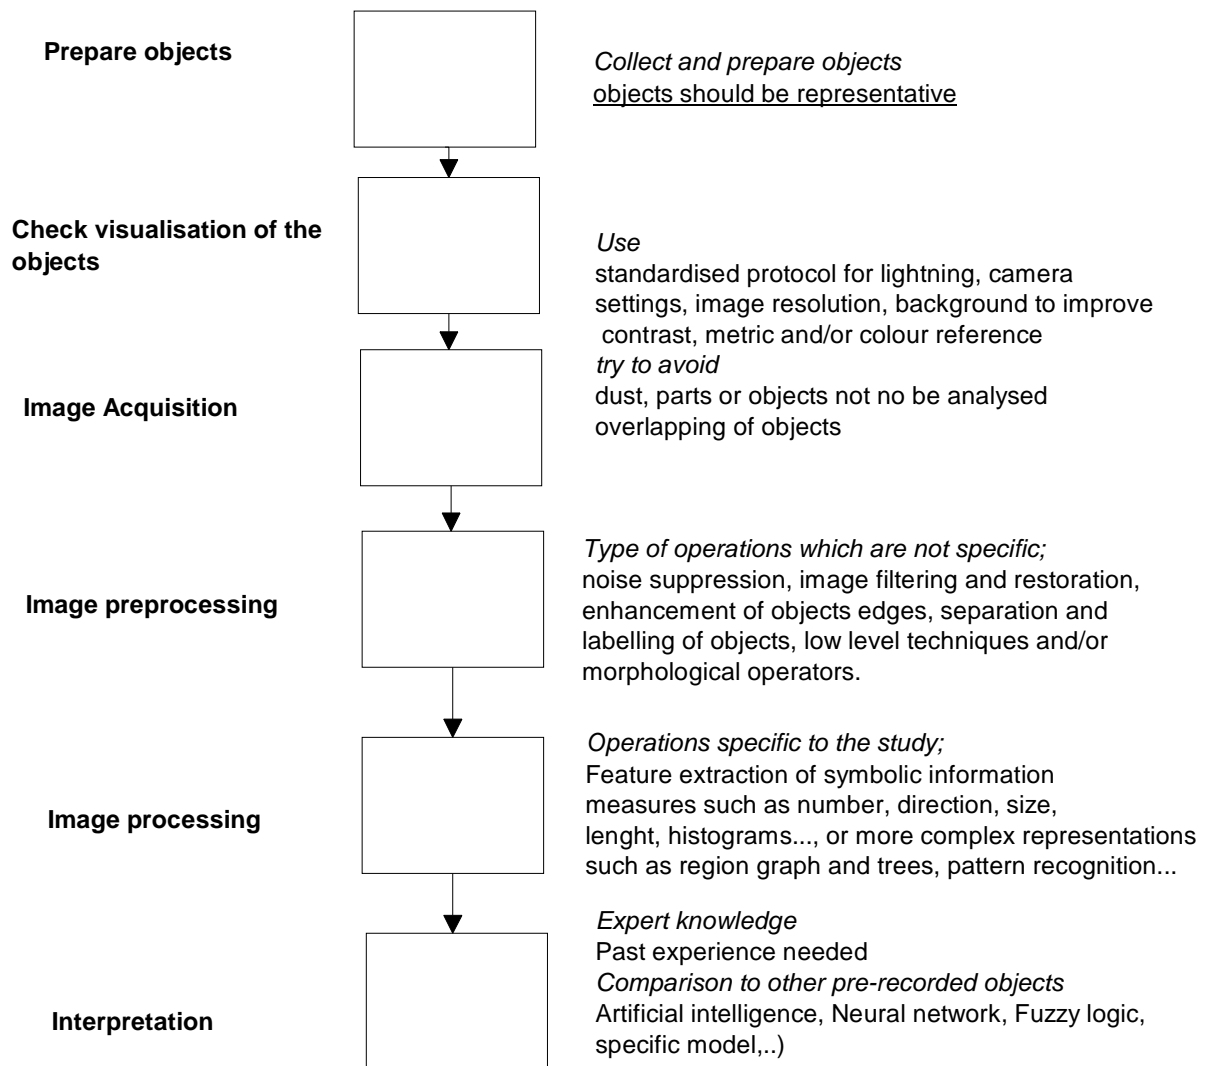 Prepare objects
Collect and prepare objects
objects should be representative
Check visualisation of the
objects
Use
standardised protocol for lightning, camera
settings, image resolution, background to improve
contrast, metric and/or colour reference
try to avoid
dust, parts or objects not no be analysed
overlapping of objects
Image Acquisition
Type of operations which are not specific;
noise suppression, image filtering and restoration,
enhancement of objects edges, separation and
labelling of objects, low level techniques and/or
morphological operators.
Image preprocessing
Operations specific to the study;
Feature extraction of symbolic information
measures such as number, direction, size,
lenght, histograms..., or more complex representations
such as region graph and trees, pattern recognition...
Image processing
Expert knowledge
Past experience needed
Comparison to other pre-recorded objects
Artificial intelligence, Neural network, Fuzzy logic,
specific model,..)
Interpretation